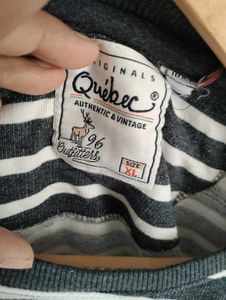 ORIGINALS
Québec ®
AUTHENTIC & VINTAGE
96
Outfitters
SIZE
XL